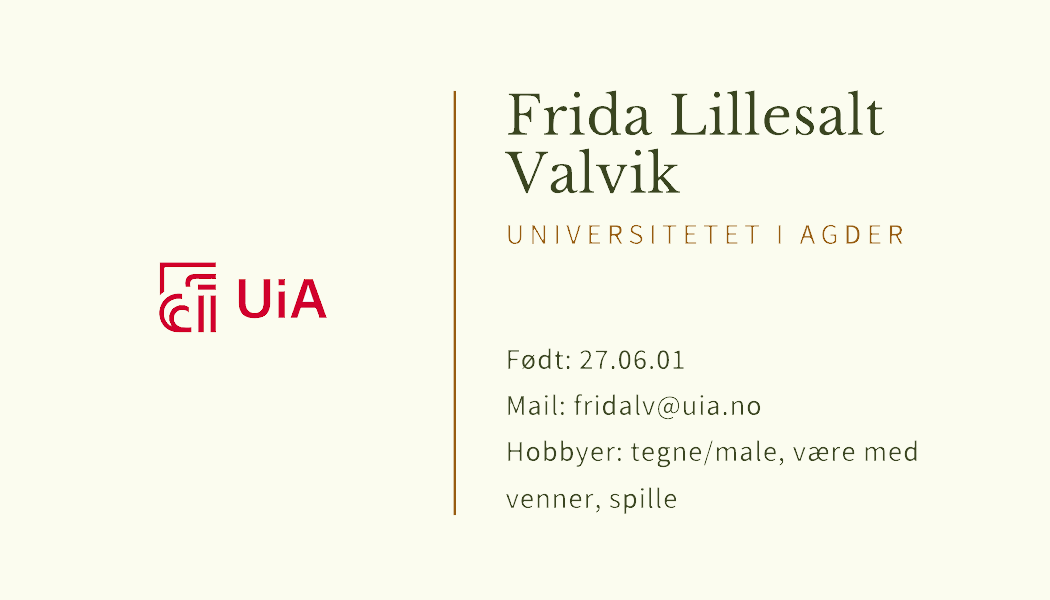 Frida Lillesalt
Valvik
UNIVERSITETET I AGDER
UiA
Født: 27.06.01
Mail: fridalv@uia.no
Hobbyer: tegne/male, være med
venner, spille